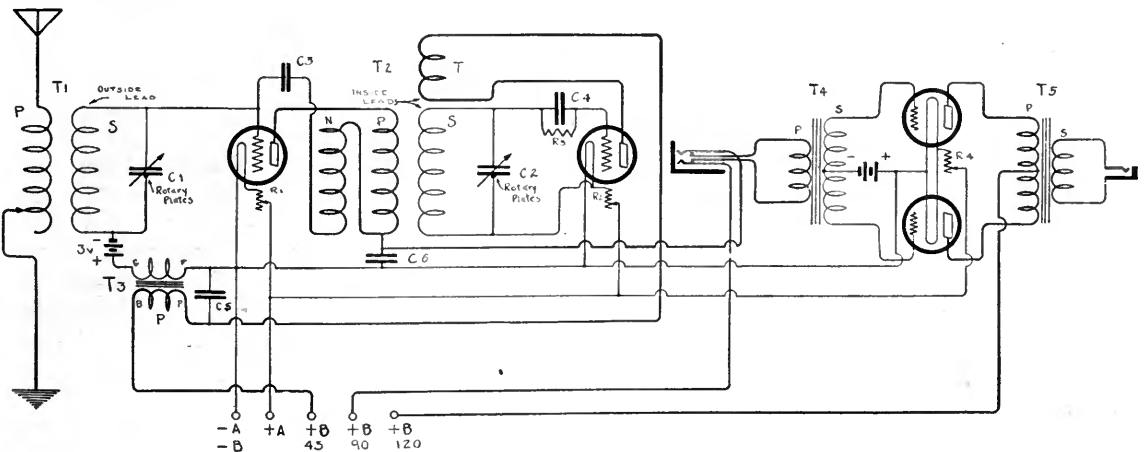 T1
OUTSIDE
LEAD
P
S
C1
Rotary
Plates
3v
-
+
T3
G
F
B
P
P
C5
C3
R1
T2
T
INSIDE
LEADS
N
P
S
C2
Rotary
Plates
C4
R3
R2
C6
T4
P
S
- +
R4
T5
P
S
-A
-B
+A
+B
45
+B
90
+B
120